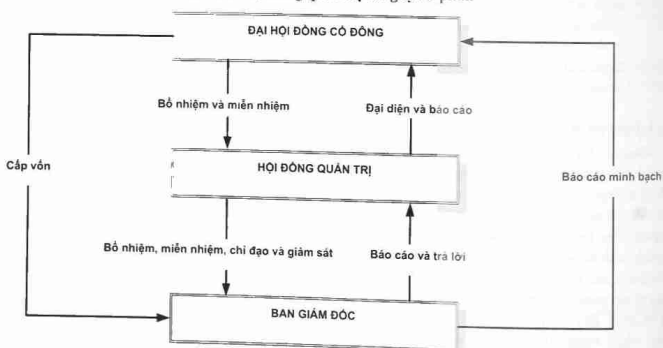 ĐẠI HỘI ĐỒNG CỔ ĐÔNG
Bổ nhiệm và miễn nhiệm
Đại diện và báo cáo
Cấp vốn
HỘI ĐỒNG QUẢN TRỊ
Báo cáo minh bạch
Bổ nhiệm, miễn nhiệm, chỉ đạo và giám sát
Báo cáo và trả lời
BAN GIÁM ĐỐC